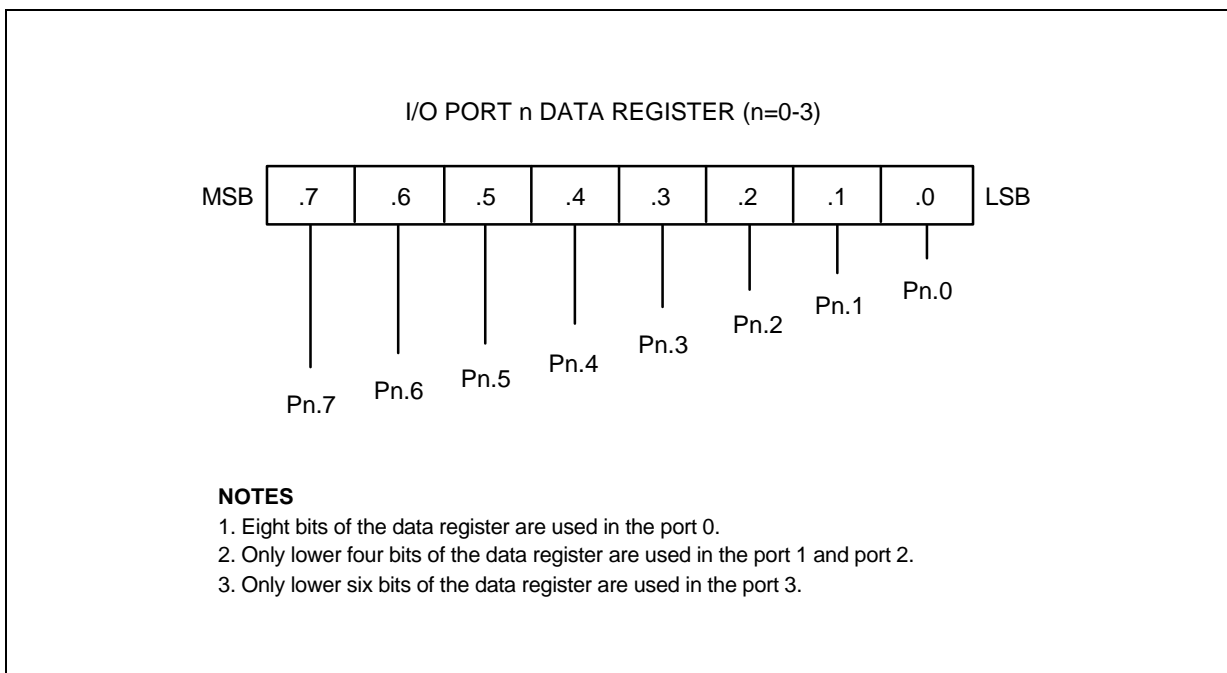 I/O PORT n DATA REGISTER (n=0-3)
MSB .7 .6 .5 .4 .3 .2 .1 .0 LSB
Pn.7 Pn.6 Pn.5 Pn.4 Pn.3 Pn.2 Pn.1 Pn.0
NOTES
1. Eight bits of the data register are used in the port 0.
2. Only lower four bits of the data register are used in the port 1 and port 2.
3. Only lower six bits of the data register are used in the port 3.